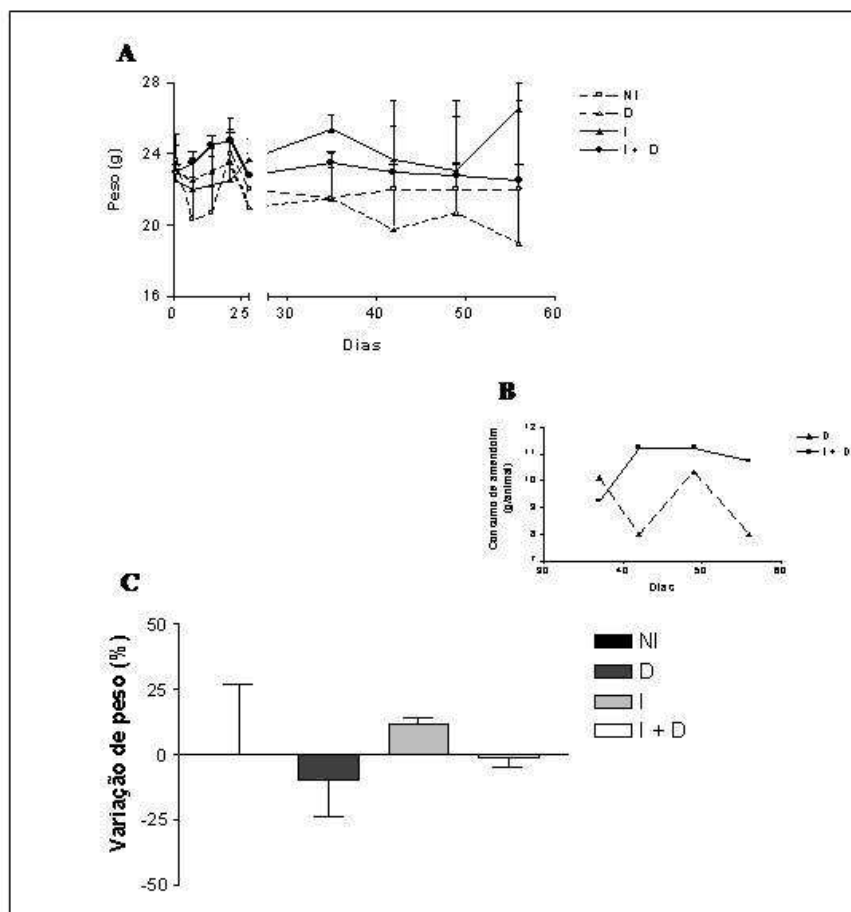 A
28
24
20
16
Peso (g)
0
25
30
40
50
60
Dias
NI
D
I
I + D
B
12
11
10
9
8
7
Consumo de amendoim
(g/animal)
30
40
50
60
Dias
D
I + D
C
50
25
0
-25
-50
Variação de peso (%)
NI
D
I
I + D